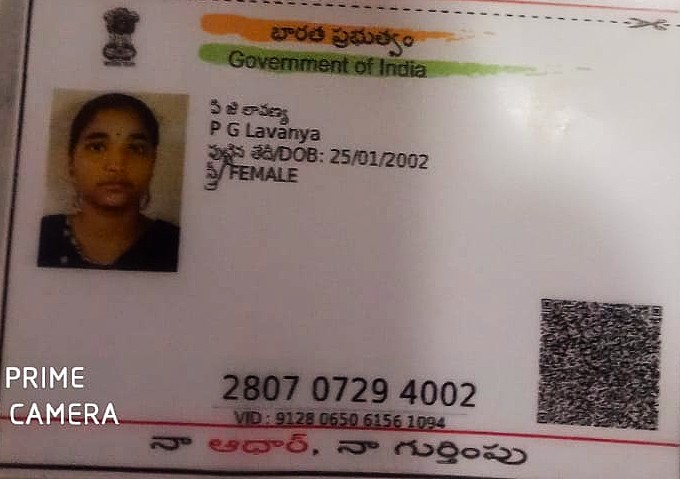 భారత ప్రభుత్వం
Government of India
పి జి లావణ్య
P G Lavanya
పుట్టిన తేదీ/DOB: 25/01/2002
స్త్రీ/ FEMALE
2807 0729 4002
VID : 9128 0650 6156 1094
నా ఆధార్, నా గుర్తింపు
PRIME
CAMERA